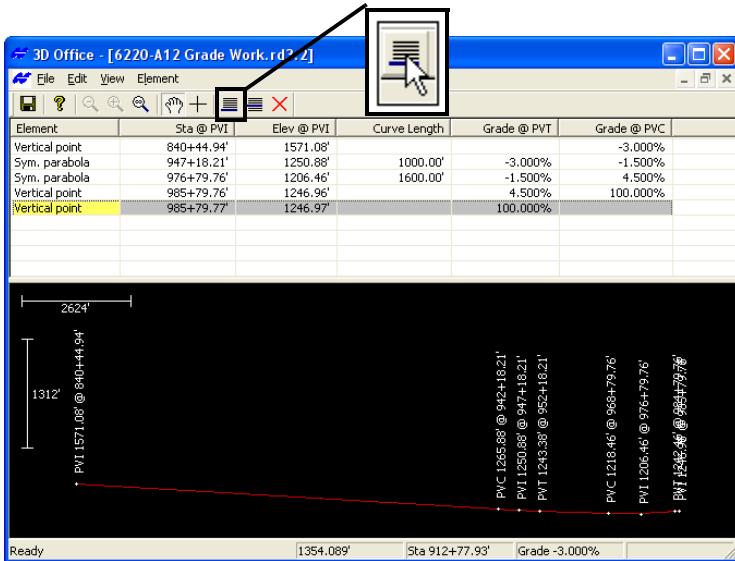 3D Office - [6220-A12 Grade Work.rd3.2]
File Edit View Element
Element Sta @ PVI Elev @ PVI Curve Length Grade @ PVT Grade @ PVC
Vertical point 840+44.94' 1571.08' -3.000%
Sym. parabola 947+18.21' 1250.88' 1000.00' -3.000% -1.500%
Sym. parabola 976+79.76' 1206.46' 1600.00' -1.500% 4.500%
Vertical point 985+79.76' 1246.96' 4.500% 100.000%
Vertical point 985+79.77' 1246.97' 100.000%
2624'
1312'
PVI 1571.08' @ 840+44.94'
PVC 1265.88' @ 942+18.21'
PVI 1250.88' @ 947+18.21'
PVT 1243.38' @ 952+18.21'
PVC 1218.46' @ 968+79.76'
PVI 1206.46' @ 976+79.76'
Ready 1354.089' Sta 912+77.93' Grade -3.000%